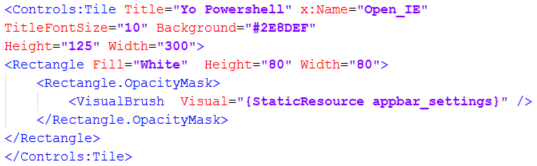 <Controls:Tile Title="Yo Powershell" x:Name="Open_IE"
TitleFontSize="10" Background="#2E8DEF"
Height="125" Width="300">
<Rectangle Fill="White"  Height="80" Width="80">
    <Rectangle.OpacityMask>
        <VisualBrush  Visual="{StaticResource appbar_settings}" />
    </Rectangle.OpacityMask>
</Rectangle>
</Controls:Tile>